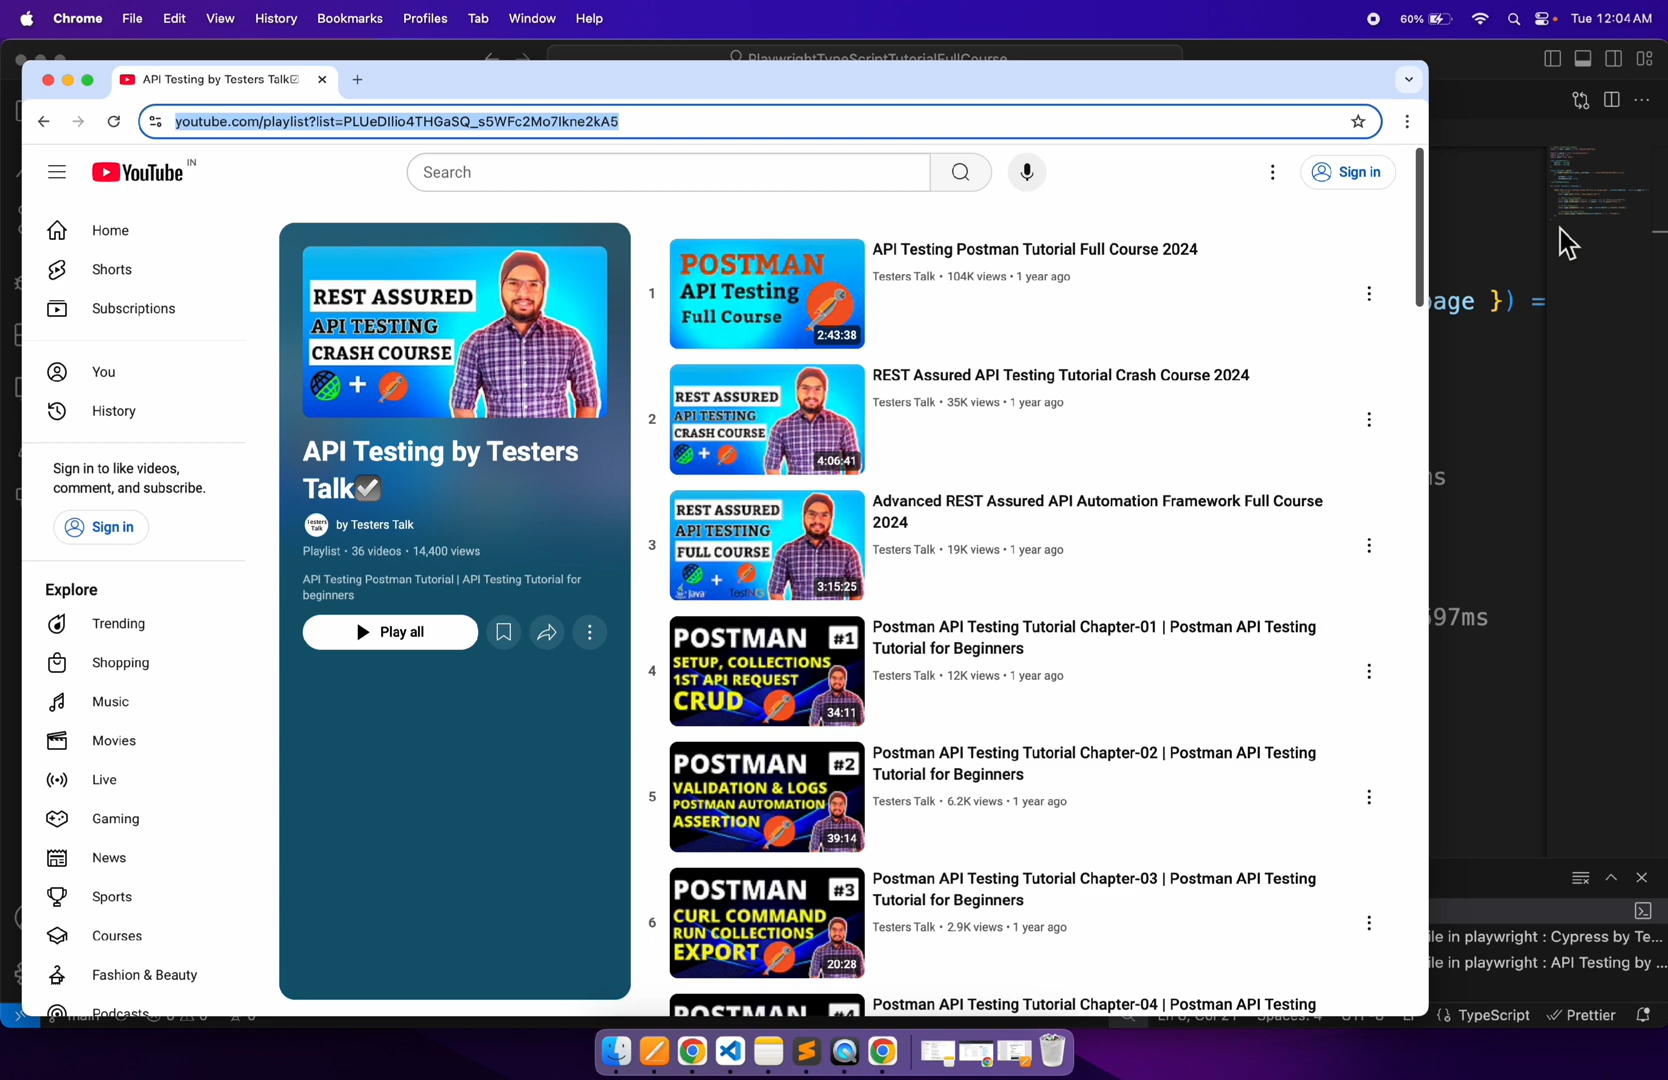 Chrome File Edit View History Bookmarks Profiles Tab Window Help
60% Tue 12:04 AM
PlaywrightTypeScriptTutorialFullCourse
API Testing by Testers Talk☑
youtube.com/playlist?list=PLUeDIlio4THGaSQ_s5WFc2Mo7Ikne2kA5
YouTube IN
Search
Sign in
Home
Shorts
Subscriptions
You
History
Sign in to like videos,
comment, and subscribe.
Sign in
Explore
Trending
Shopping
Music
Movies
Live
Gaming
News
Sports
Courses
Fashion & Beauty
Podcasts
REST ASSURED
API TESTING
CRASH COURSE
+
API Testing by Testers
Talk☑
Testers
Talk
by Testers Talk
Playlist • 36 videos • 14,400 views
API Testing Postman Tutorial | API Testing Tutorial for
beginners
Play all
1
POSTMAN
API Testing
Full Course
2:43:38
API Testing Postman Tutorial Full Course 2024
Testers Talk • 104K views • 1 year ago
2
REST ASSURED
API TESTING
CRASH COURSE
+
4:06:41
REST Assured API Testing Tutorial Crash Course 2024
Testers Talk • 35K views • 1 year ago
3
REST ASSURED
API TESTING
FULL COURSE
+
Java
3:15:25
Advanced REST Assured API Automation Framework Full Course
2024
Testers Talk • 19K views • 1 year ago
4
POSTMAN #1
SETUP, COLLECTIONS
1ST API REQUEST
CRUD
34:11
Postman API Testing Tutorial Chapter-01 | Postman API Testing
Tutorial for Beginners
Testers Talk • 12K views • 1 year ago
5
POSTMAN #2
VALIDATION & LOGS
POSTMAN AUTOMATION
ASSERTION
39:14
Postman API Testing Tutorial Chapter-02 | Postman API Testing
Tutorial for Beginners
Testers Talk • 6.2K views • 1 year ago
6
POSTMAN #3
CURL COMMAND
RUN COLLECTIONS
EXPORT
20:28
Postman API Testing Tutorial Chapter-03 | Postman API Testing
Tutorial for Beginners
Testers Talk • 2.9K views • 1 year ago
POSTMAN #4
Postman API Testing Tutorial Chapter-04 | Postman API Testing
page }) =
ms
597ms
ile in playwright : Cypress by Te...
ile in playwright : API Testing by ...
main
TypeScript Prettier